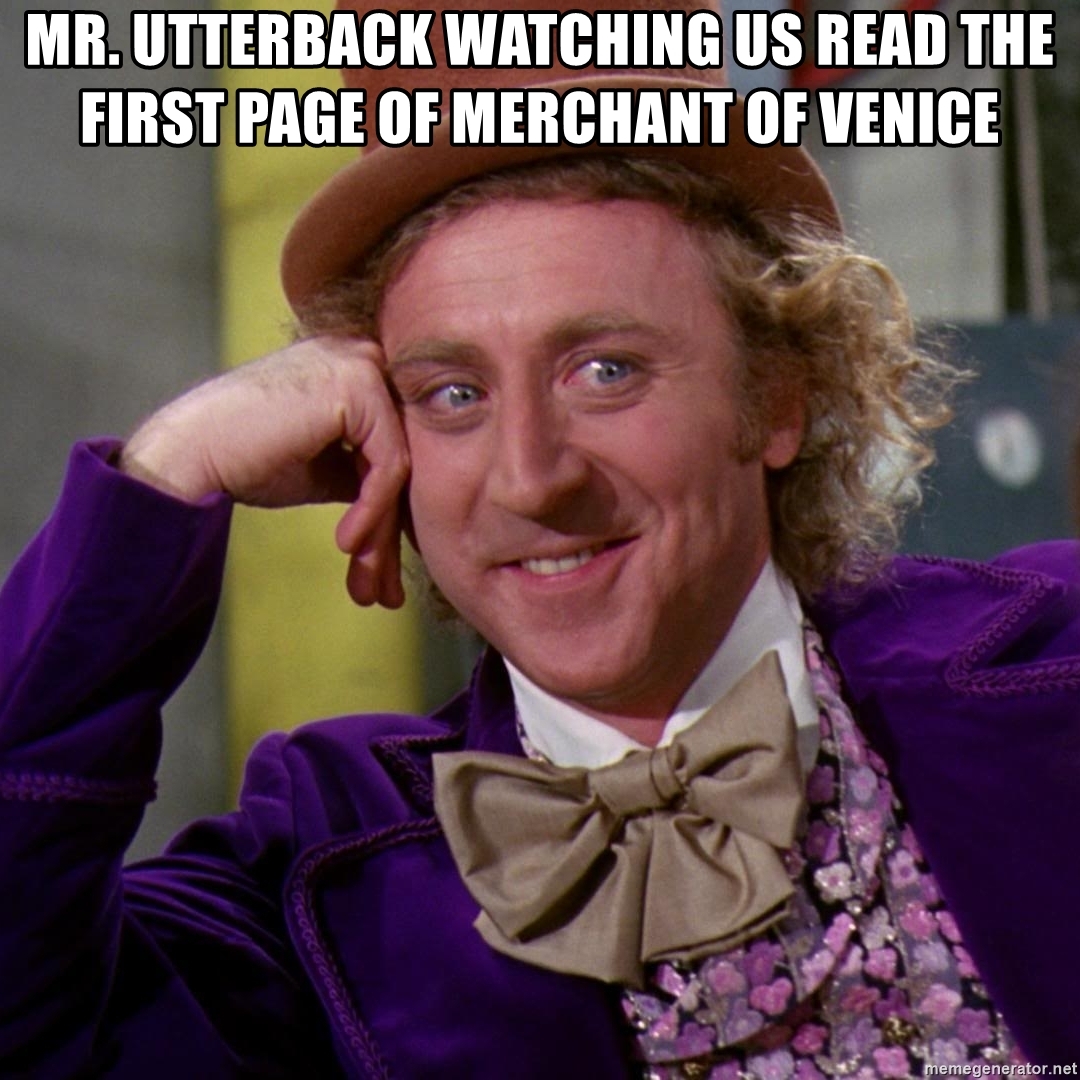 MR. UTTERBACK WATCHING US READ THE
FIRST PAGE OF MERCHANT OF VENICE
memegenerator.net